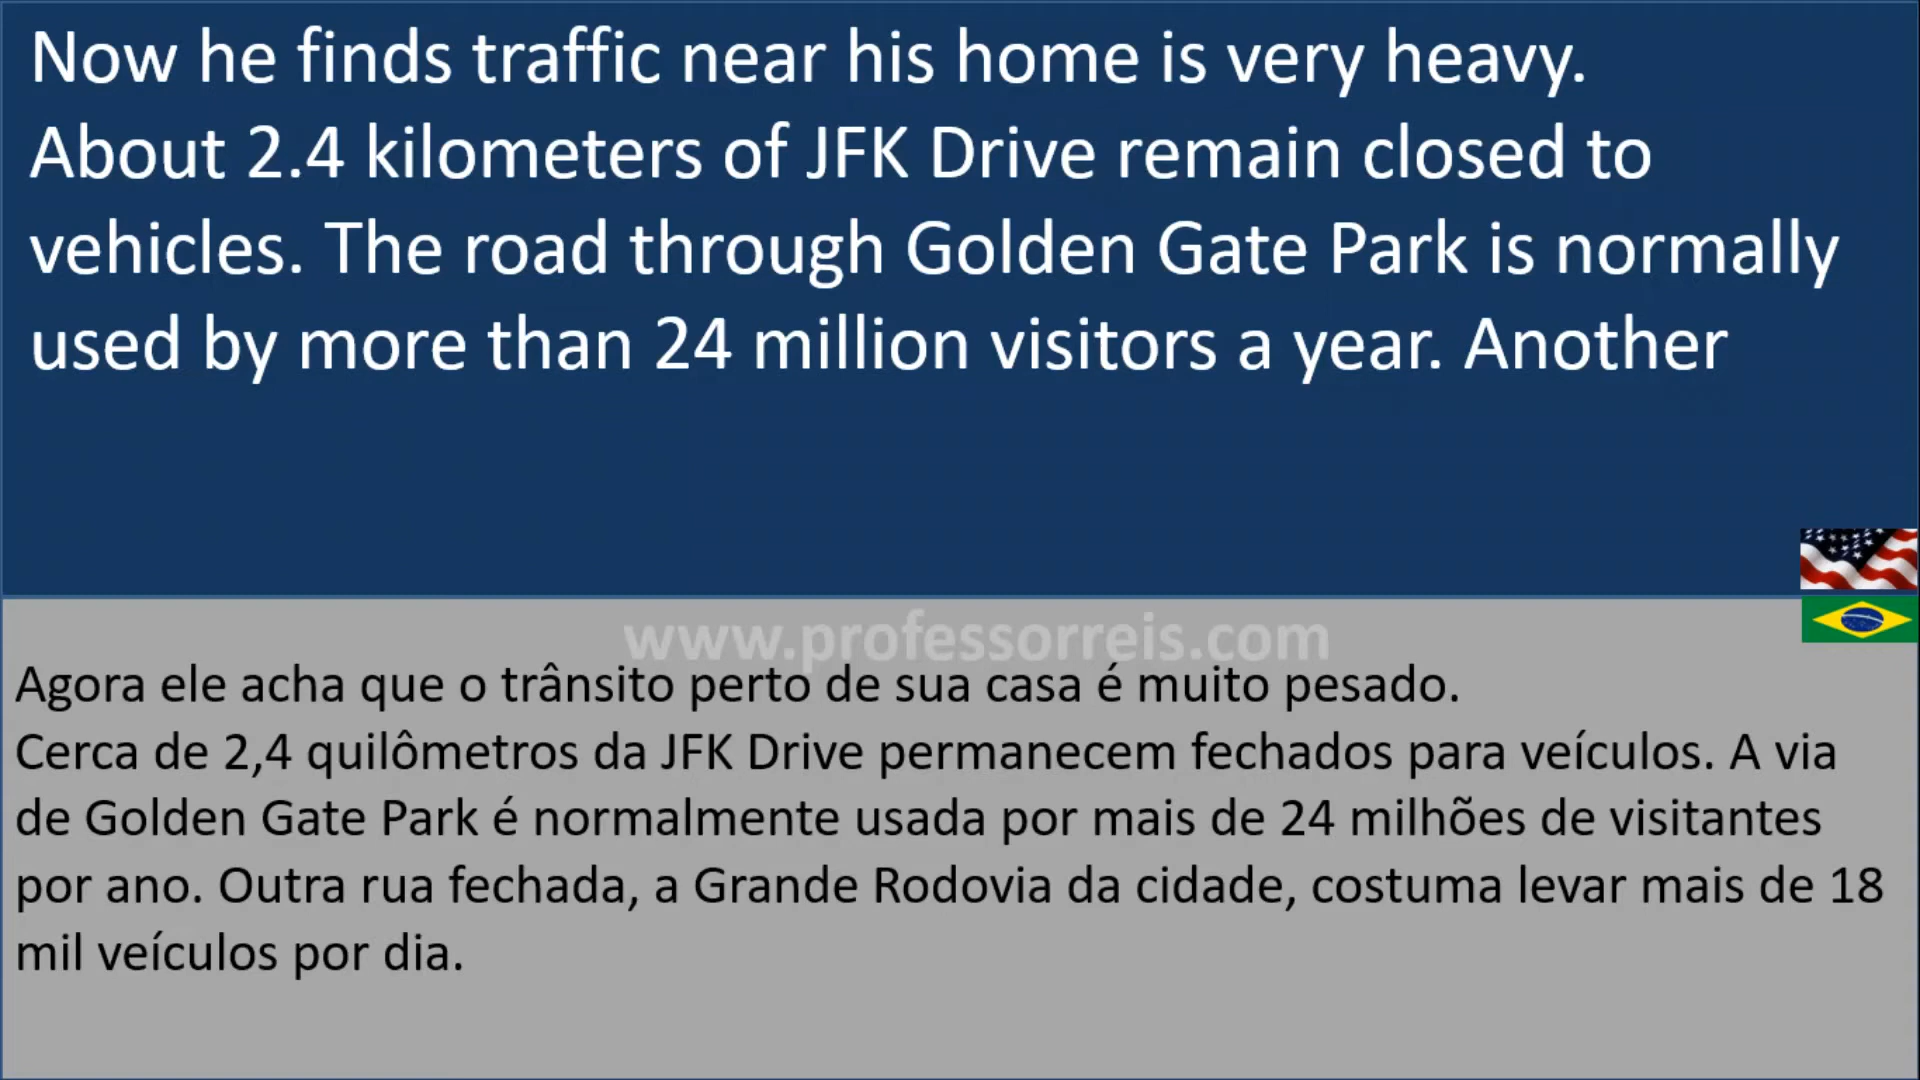 Now he finds traffic near his home is very heavy.
About 2.4 kilometers of JFK Drive remain closed to
vehicles. The road through Golden Gate Park is normally
used by more than 24 million visitors a year. Another
www.professorreis.com
Agora ele acha que o trânsito perto de sua casa é muito pesado.
Cerca de 2,4 quilômetros da JFK Drive permanecem fechados para veículos. A via
de Golden Gate Park é normalmente usada por mais de 24 milhões de visitantes
por ano. Outra rua fechada, a Grande Rodovia da cidade, costuma levar mais de 18
mil veículos por dia.